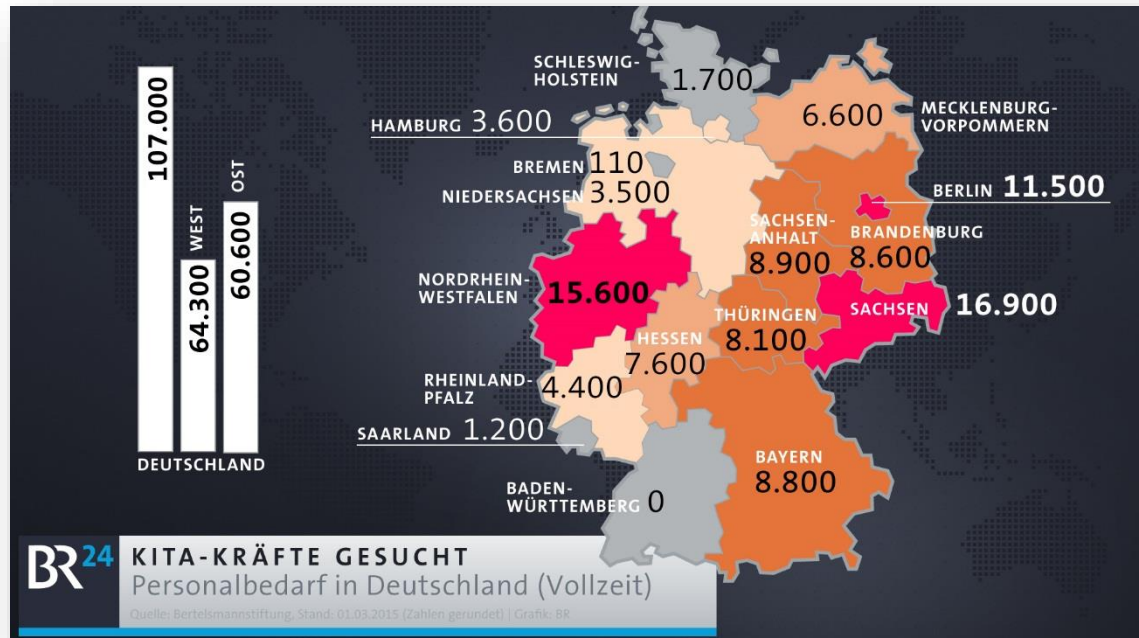 107.000
64.300
WEST
60.600
OST
DEUTSCHLAND
SCHLESWIG-
HOLSTEIN
1.700
HAMBURG 3.600
MECKLENBURG-
VORPOMMERN
6.600
BREMEN 110
NIEDERSACHSEN 3.500
BERLIN 11.500
SACHSEN-
ANHALT
8.900
BRANDENBURG
8.600
NORDRHEIN-
WESTFALEN
15.600
SACHSEN 16.900
THÜRINGEN
8.100
HESSEN
7.600
RHEINLAND-
PFALZ
4.400
SAARLAND 1.200
BAYERN
8.800
BADEN-
WÜRTTEMBERG 0
BR24
KITA-KRÄFTE GESUCHT
Personalbedarf in Deutschland (Vollzeit)
Quelle: Bertelsmannstiftung, Stand: 01.03.2015 (Zahlen gerundet) | Grafik: BR